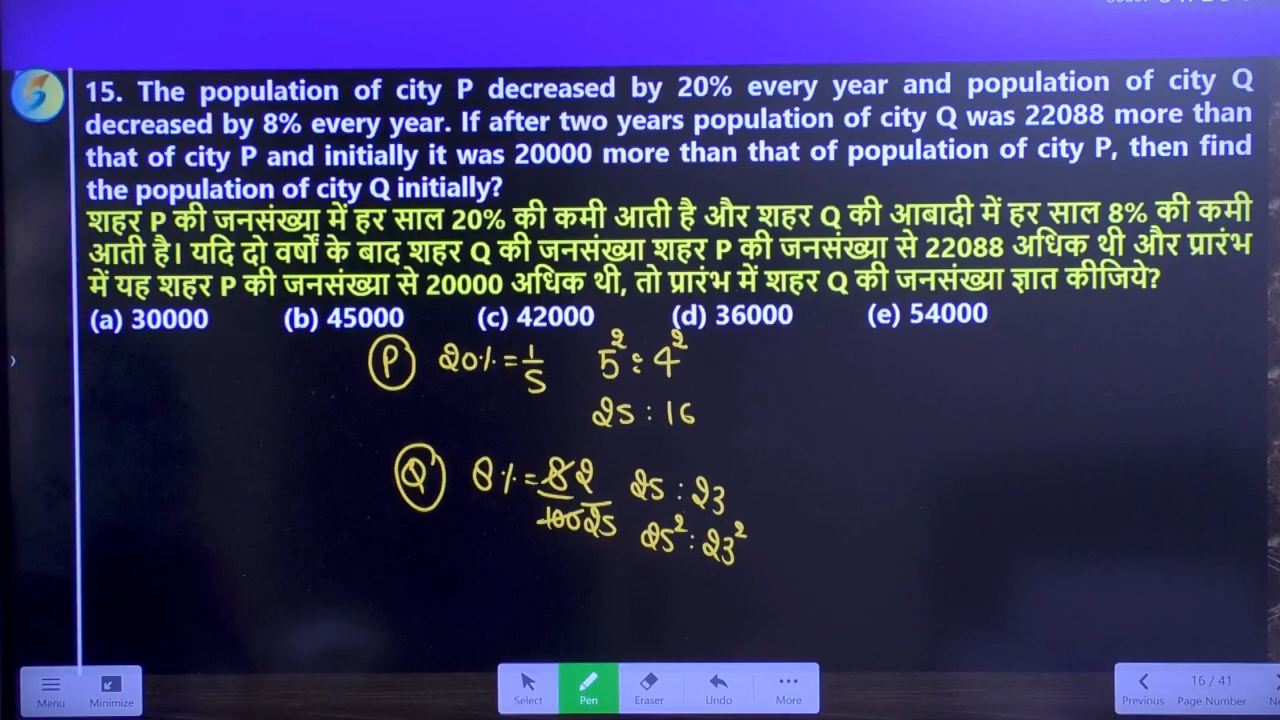 15. The population of city P decreased by 20% every year and population of city Q
decreased by 8% every year. If after two years population of city Q was 22088 more than
that of city P and initially it was 20000 more than that of population of city P, then find
the population of city Q initially?
शहर P की जनसंख्या में हर साल 20% की कमी आती है और शहर Q की आबादी में हर साल 8% की कमी
आती है। यदि दो वर्षों के बाद शहर Q की जनसंख्या शहर P की जनसंख्या से 22088 अधिक थी और प्रारंभ
में यह शहर P की जनसंख्या से 20000 अधिक थी, तो प्रारंभ में शहर Q की जनसंख्या ज्ञात कीजिये?
(a) 30000 (b) 45000 (c) 42000 (d) 36000 (e) 54000
P 20% = 1/5 5² : 4²
25 : 16
Q 8% = 8/100 2/25 25 : 23
25² : 23²
Menu Minimize Select Pen Eraser Undo More Previous 16 / 41 Page Number